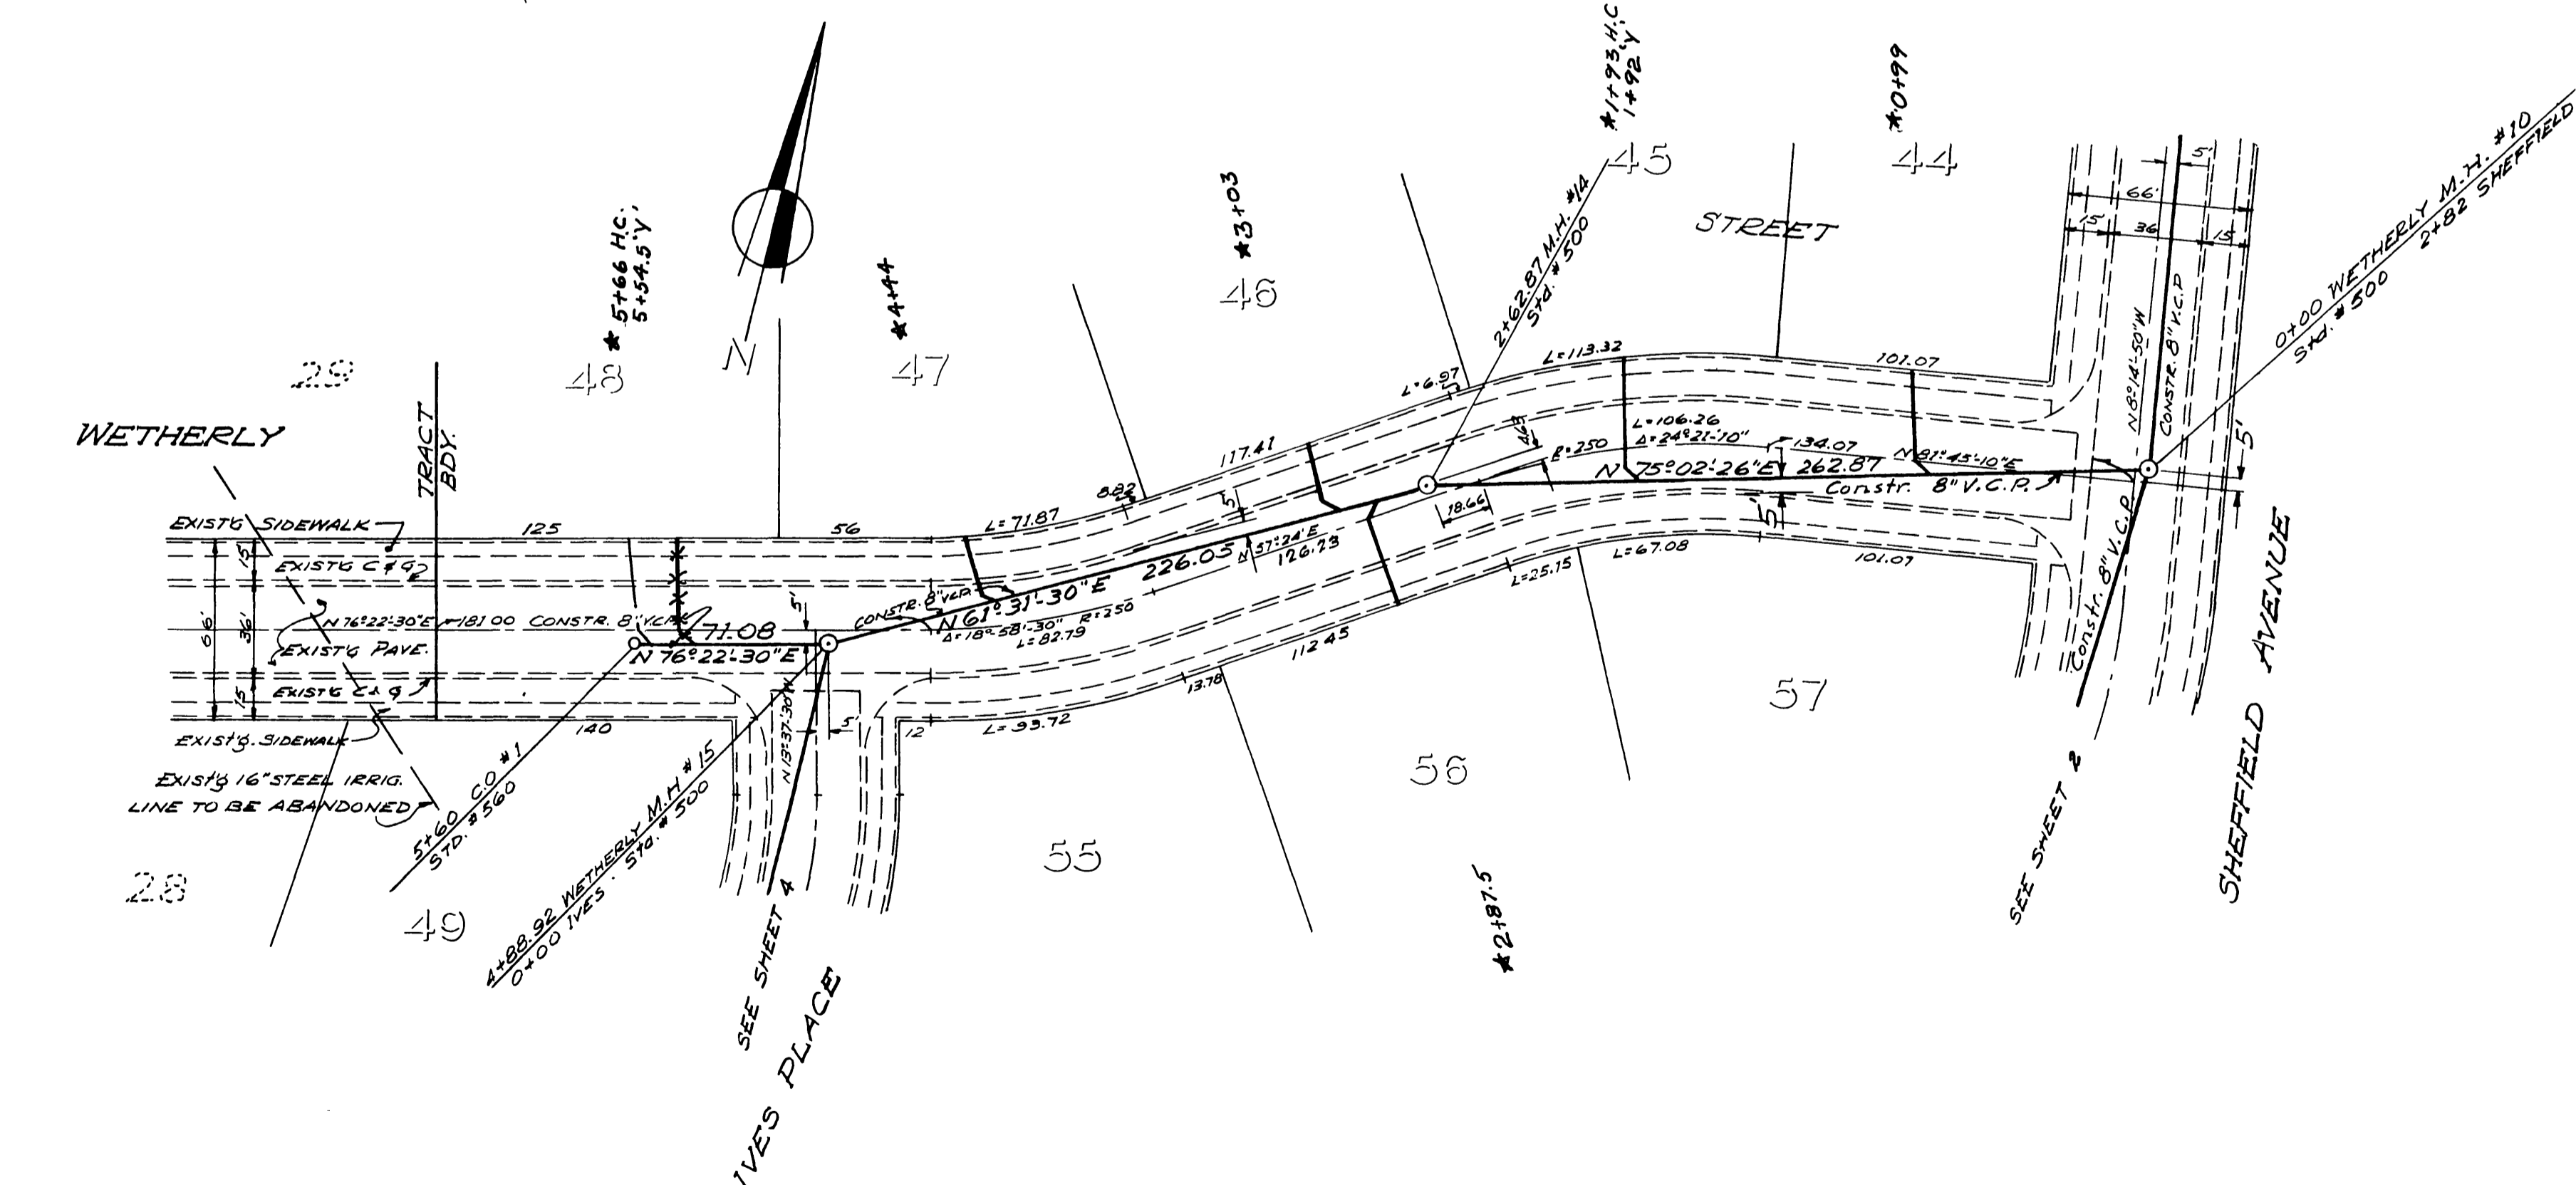 WETHERLY
STREET
SHEFFIELD AVENUE
IVES PLACE
TRACT
BDY.
N
29
48
47
46
45
44
28
49
55
56
57
* 5+66 H.C.
5+54.5 "Y"
*4+44
*3+03
*1+93 H.C
1+92 "Y"
*0+99
*2+87.5
2+62.87 M.H. #14
Std. #500
0+00 WETHERLY M.H. #10
Std. #500 2+82 SHEFFIELD
EXIST'G SIDEWALK
EXIST'G C & G
EXIST'G PAVE.
EXIST'G C & G
EXIST'G. SIDEWALK
EXIST'G 16" STEEL IRRIG.
LINE TO BE ABANDONED
66'
15'
36'
15'
125
56
L=71.87
8.82
117.41
L=6.97
L=113.32
101.07
N 76°22'-30"E
181.00 CONSTR. 8" V.C.P.
71.08
N 76°22'-30"E
5'
CONSTR. 8" V.C.P.
N 61°31'-30"E
226.05
Δ=18°-58'-30" R=250
L=82.79
5'
N 57°24'E
126.23
18.66
4.65
R=250
L=106.26
Δ=24°21'-10"
134.07
N 81°45'-10"E
N 75°02'-26"E 262.87
Constr. 8" V.C.P.
5'
5'
66'
15'
36'
15'
5'
N 8°14'-50"W
CONSTR. 8" V.C.P
Constr. 8" V.C.P.
SEE SHEET 2
140
12
L=93.72
13.78
112.45
L=25.15
L=67.08
101.07
N 13°37'-30"W
5'
5+60 C.O #1
STD. #560
4+88.92 WETHERLY M.H #15
0+00 IVES. Std. #500
SEE SHEET 4